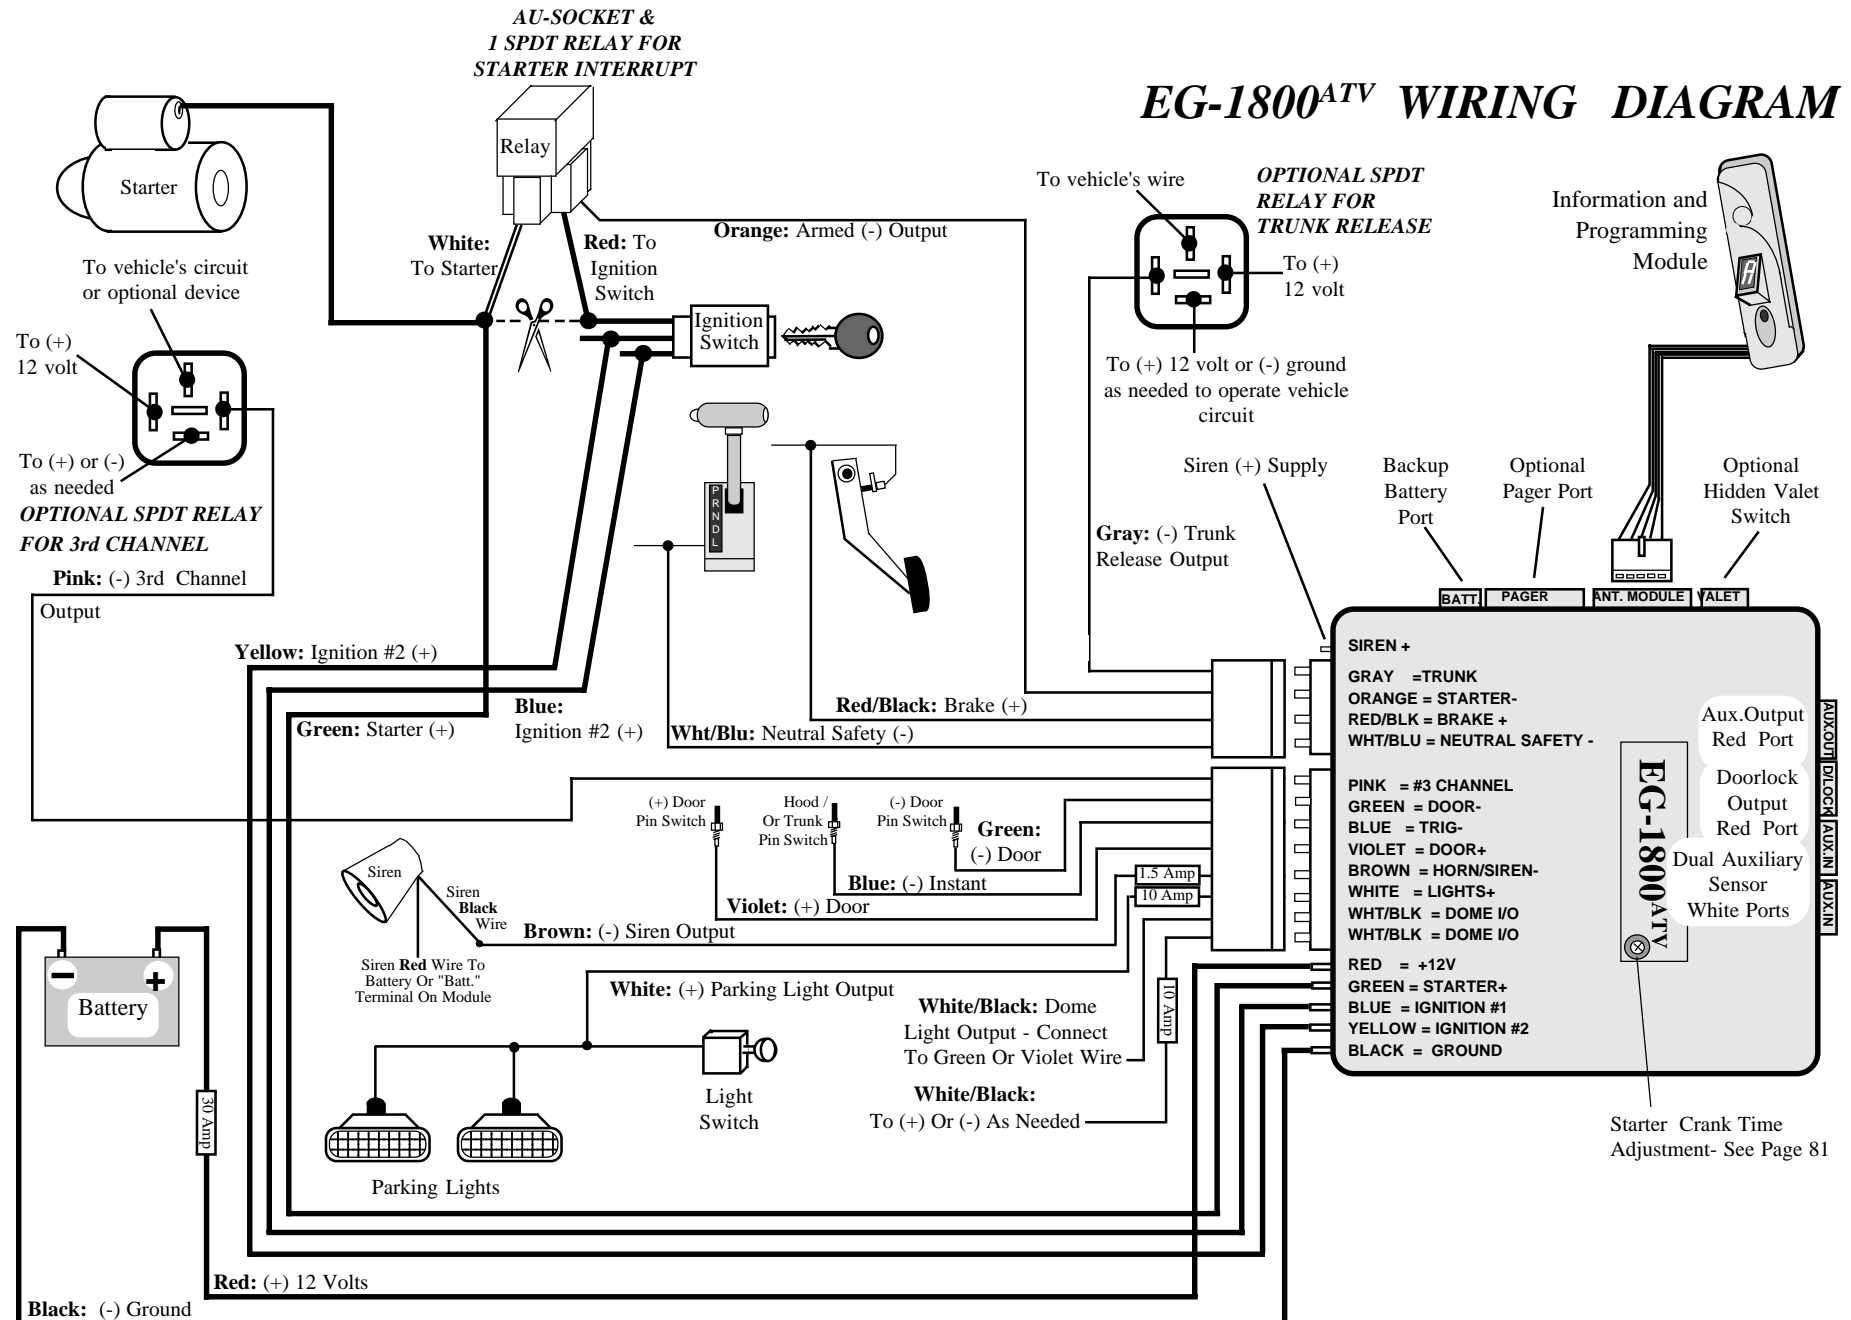 AU-SOCKET &
1 SPDT RELAY FOR
STARTER INTERRUPT
EG-1800ATV WIRING DIAGRAM
Relay
Starter
White:
To Starter
Red: To
Ignition
Switch
Orange: Armed (-) Output
To vehicle's wire
OPTIONAL SPDT
RELAY FOR
TRUNK RELEASE
To (+)
12 volt
To (+) 12 volt or (-) ground
as needed to operate vehicle
circuit
Information and
Programming
Module
A
To vehicle's circuit
or optional device
To (+)
12 volt
To (+) or (-)
as needed
OPTIONAL SPDT RELAY
FOR 3rd CHANNEL
Pink: (-) 3rd Channel
Output
Ignition
Switch
P
R
N
D
L
Siren (+) Supply
Backup
Battery
Port
Optional
Pager Port
Optional
Hidden Valet
Switch
Gray: (-) Trunk
Release Output
BATT.
PAGER
ANT. MODULE
VALET
Yellow: Ignition #2 (+)
Blue:
Ignition #2 (+)
Green: Starter (+)
Red/Black: Brake (+)
Wht/Blu: Neutral Safety (-)
SIREN +
GRAY =TRUNK
ORANGE = STARTER-
RED/BLK = BRAKE +
WHT/BLU = NEUTRAL SAFETY -
PINK = #3 CHANNEL
GREEN = DOOR-
BLUE = TRIG-
VIOLET = DOOR+
BROWN = HORN/SIREN-
WHITE = LIGHTS+
WHT/BLK = DOME I/O
WHT/BLK = DOME I/O
RED = +12V
GREEN = STARTER+
BLUE = IGNITION #1
YELLOW = IGNITION #2
BLACK = GROUND
EG-1800ATV
Aux.Output
Red Port
Doorlock
Output
Red Port
Dual Auxiliary
Sensor
White Ports
AUX.OUT
D/LOCK
AUX.IN
AUX.IN
(+) Door
Pin Switch
Hood /
Or Trunk
Pin Switch
(-) Door
Pin Switch
Green:
(-) Door
Blue: (-) Instant
Violet: (+) Door
1.5 Amp
10 Amp
Siren
Siren
Black
Wire
Brown: (-) Siren Output
Siren Red Wire To
Battery Or "Batt."
Terminal On Module
White: (+) Parking Light Output
White/Black: Dome
Light Output - Connect
To Green Or Violet Wire
10 Amp
White/Black:
To (+) Or (-) As Needed
Light
Switch
Parking Lights
Battery
30 Amp
Starter Crank Time
Adjustment- See Page 81
Red: (+) 12 Volts
Black: (-) Ground